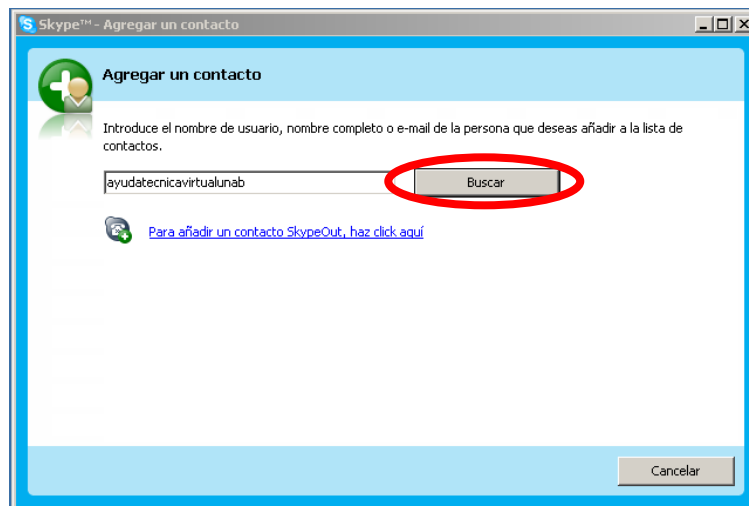 Skype™ - Agregar un contacto
Agregar un contacto
Introduce el nombre de usuario, nombre completo o e-mail de la persona que deseas añadir a la lista de
contactos.
ayudatecnicavirtualunab
Buscar
Para añadir un contacto SkypeOut, haz click aquí
Cancelar